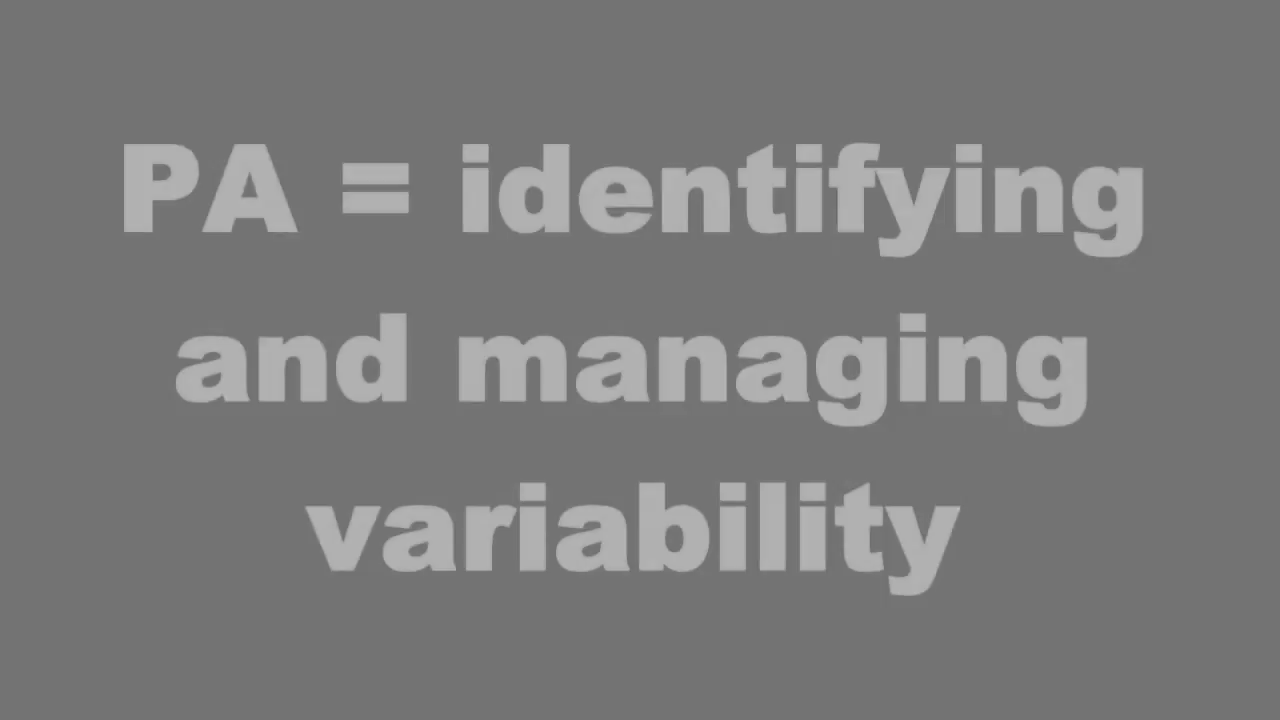 PA = identifying
and managing
variability